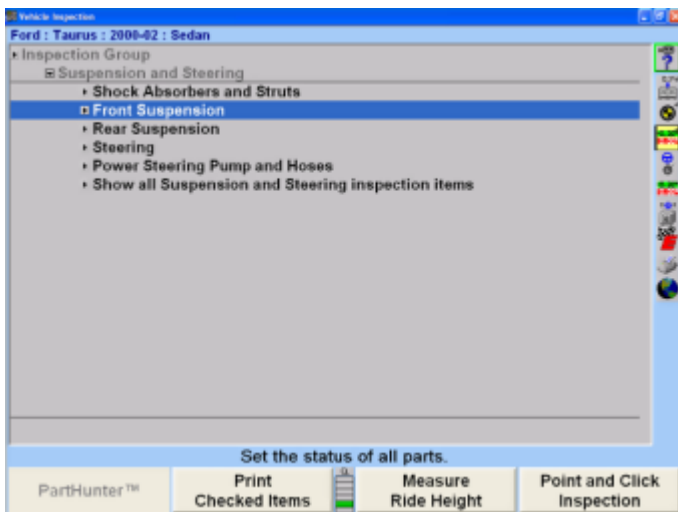 Vehicle Inspection
Ford : Taurus : 2000-02 : Sedan
Inspection Group
Suspension and Steering
Shock Absorbers and Struts
Front Suspension
Rear Suspension
Steering
Power Steering Pump and Hoses
Show all Suspension and Steering inspection items
Set the status of all parts.
PartHunter™
Print
Checked Items
Measure
Ride Height
Point and Click
Inspection